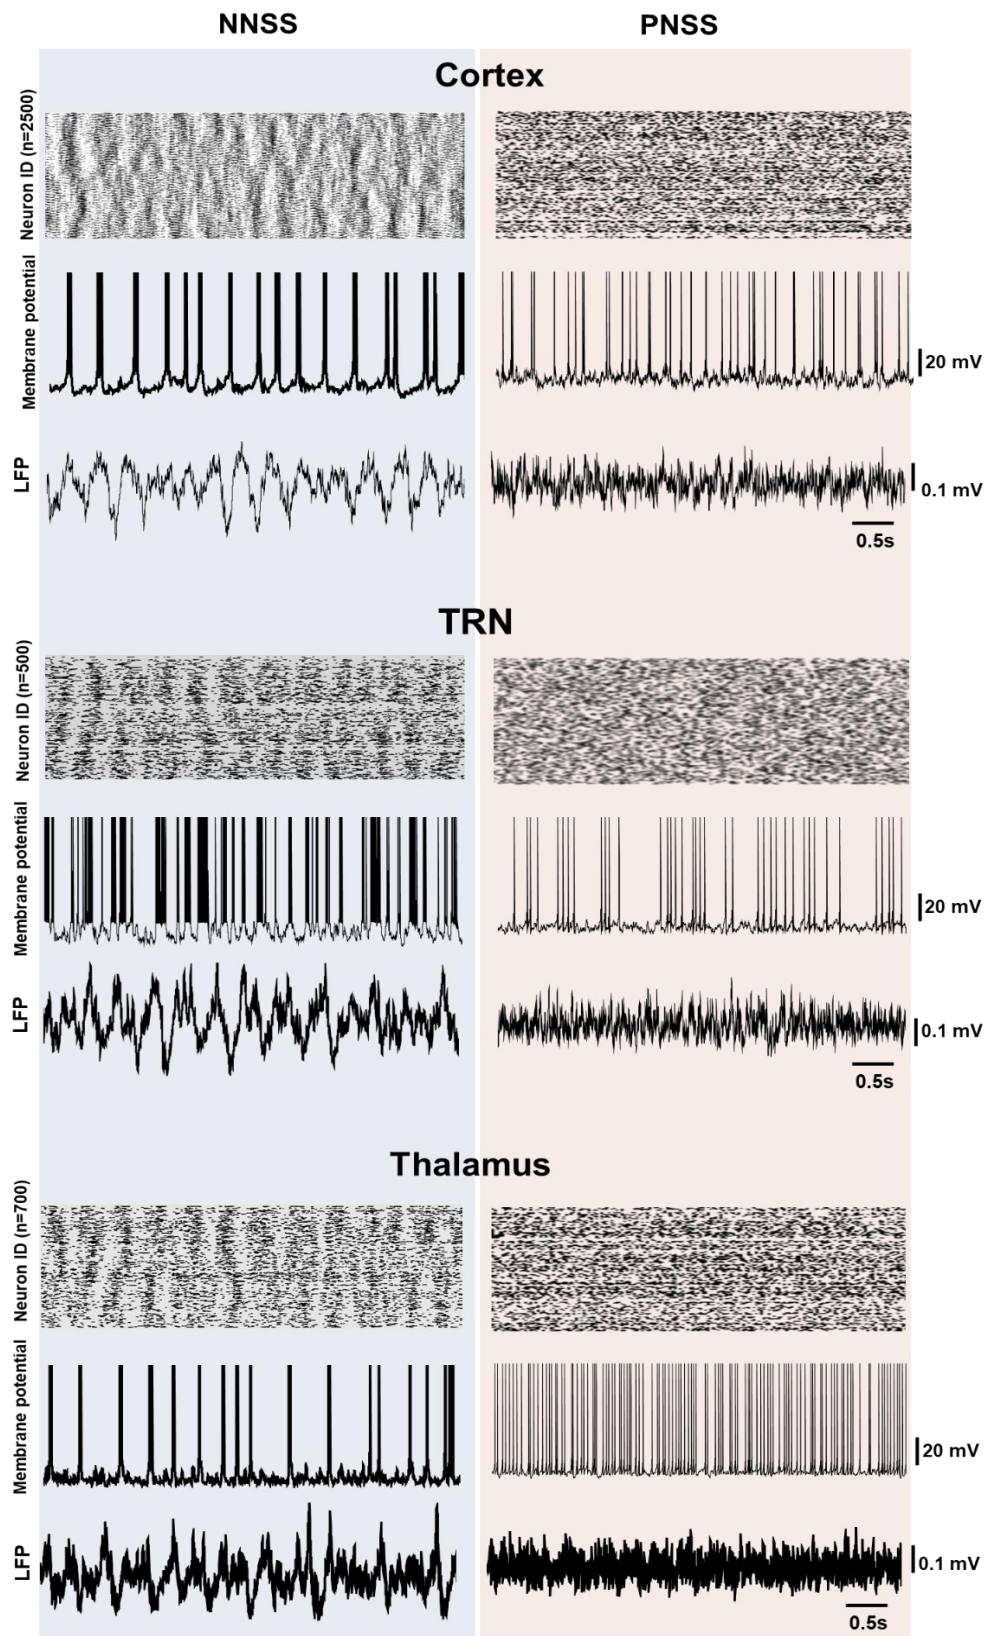 NNSS
PNSS
Cortex
Neuron ID (n=2500)
Membrane potential
20 mV
LFP
0.1 mV
0.5s
TRN
Neuron ID (n=500)
Membrane potential
20 mV
LFP
0.1 mV
0.5s
Thalamus
Neuron ID (n=700)
Membrane potential
20 mV
LFP
0.1 mV
0.5s